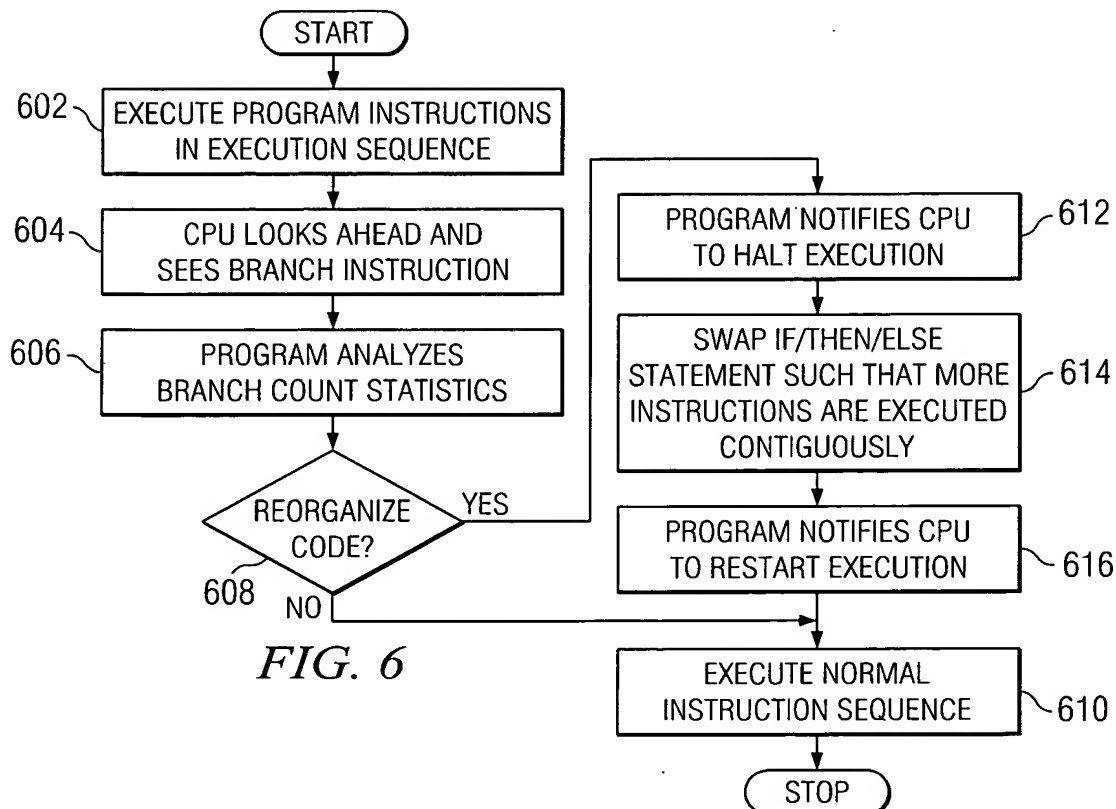 START
602
EXECUTE PROGRAM INSTRUCTIONS
IN EXECUTION SEQUENCE
604
CPU LOOKS AHEAD AND
SEES BRANCH INSTRUCTION
606
PROGRAM ANALYZES
BRANCH COUNT STATISTICS
REORGANIZE
CODE?
608
YES
NO
612
PROGRAM NOTIFIES CPU
TO HALT EXECUTION
614
SWAP IF/THEN/ELSE
STATEMENT SUCH THAT MORE
INSTRUCTIONS ARE EXECUTED
CONTIGUOUSLY
616
PROGRAM NOTIFIES CPU
TO RESTART EXECUTION
610
EXECUTE NORMAL
INSTRUCTION SEQUENCE
STOP
FIG. 6